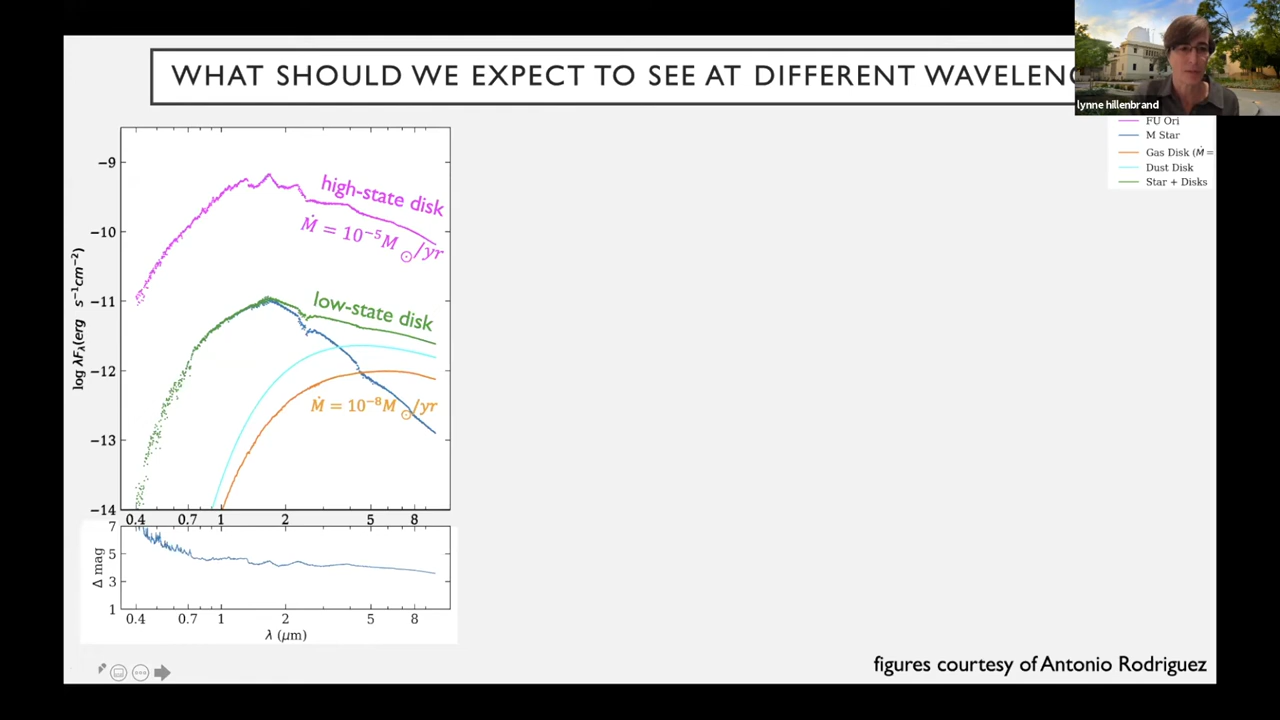 WHAT SHOULD WE EXPECT TO SEE AT DIFFERENT WAVELENG
lynne hillenbrand
FU Ori
M Star
Gas Disk (Ṁ =
Dust Disk
Star + Disks
high-state disk
Ṁ = 10⁻⁵M☉/yr
low-state disk
Ṁ = 10⁻⁸M☉/yr
log λFλ(erg s⁻¹cm⁻²)
−9
−10
−11
−12
−13
−14
0.4 0.7 1 2 5 8
Δ mag
7
5
3
1
0.4 0.7 1 2 5 8
λ (μm)
figures courtesy of Antonio Rodriguez